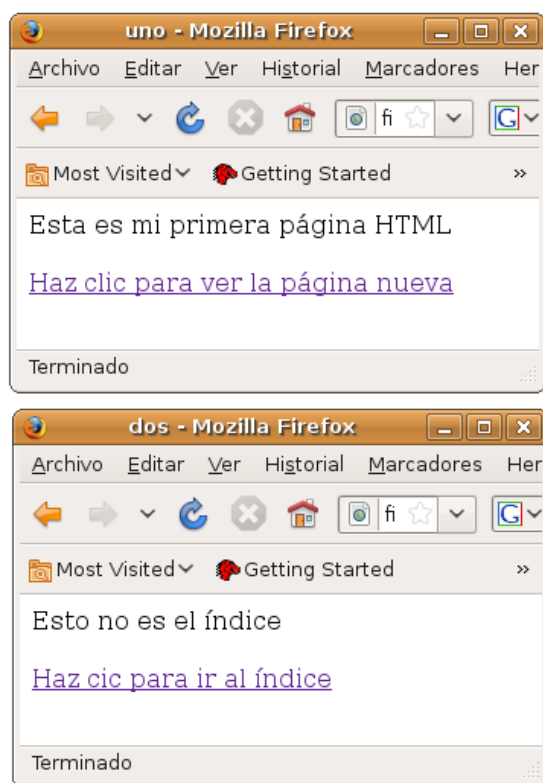 uno - Mozilla Firefox
Archivo Editar Ver Historial Marcadores Her
fi G
Most Visited Getting Started »
Esta es mi primera página HTML
Haz clic para ver la página nueva
Terminado
dos - Mozilla Firefox
Archivo Editar Ver Historial Marcadores Her
fi G
Most Visited Getting Started »
Esto no es el índice
Haz cic para ir al índice
Terminado